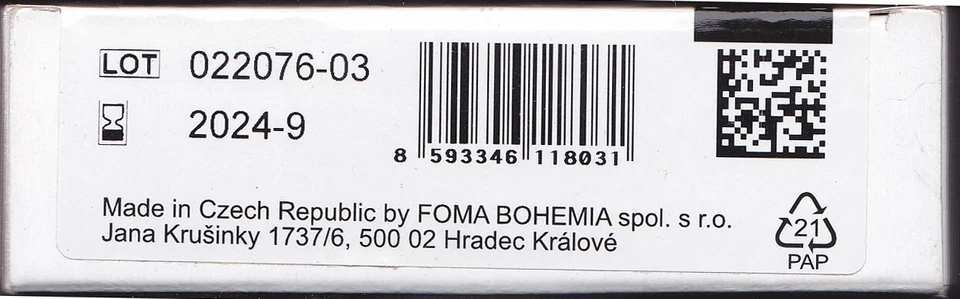 LOT 022076-03
2024-9
8 593346 118031
Made in Czech Republic by FOMA BOHEMIA spol. s r.o.
Jana Krušinky 1737/6, 500 02 Hradec Králové
21
PAP